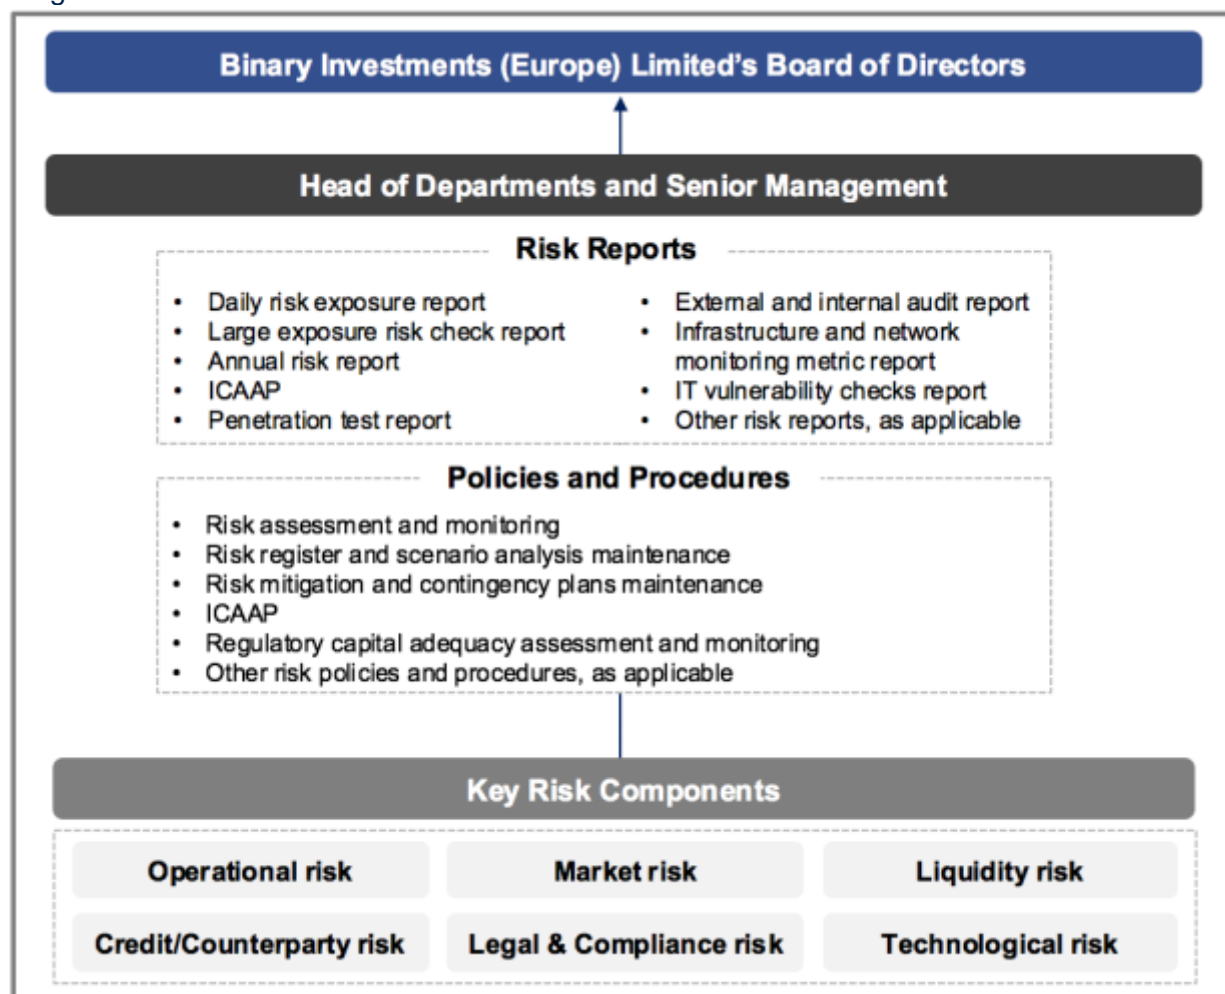 Binary Investments (Europe) Limited's Board of Directors
Head of Departments and Senior Management
Risk Reports
• Daily risk exposure report
• Large exposure risk check report
• Annual risk report
• ICAAP
• Penetration test report
• External and internal audit report
• Infrastructure and network
monitoring metric report
• IT vulnerability checks report
• Other risk reports, as applicable
Policies and Procedures
• Risk assessment and monitoring
• Risk register and scenario analysis maintenance
• Risk mitigation and contingency plans maintenance
• ICAAP
• Regulatory capital adequacy assessment and monitoring
• Other risk policies and procedures, as applicable
Key Risk Components
Operational risk
Market risk
Liquidity risk
Credit/Counterparty risk
Legal & Compliance risk
Technological risk